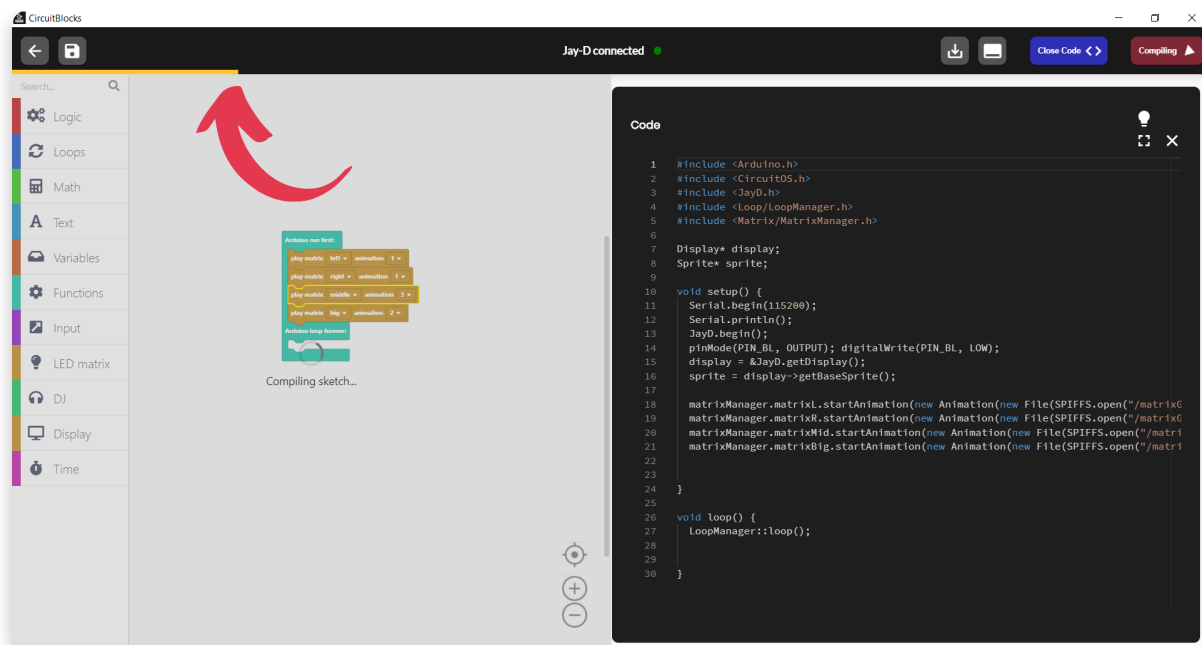 CircuitBlocks
Jay-D connected
Close Code
Compiling
Search...
Logic
Loops
Math
Text
Variables
Functions
Input
LED matrix
DJ
Display
Time
Arduino run first:
play matrix left animation 1
play matrix right animation 1
play matrix middle animation 3
play matrix big animation 2
Arduino loop forever:
Compiling sketch...
Code
1 #include <Arduino.h>
2 #include <CircuitOS.h>
3 #include <JayD.h>
4 #include <Loop/LoopManager.h>
5 #include <Matrix/MatrixManager.h>
6
7 Display* display;
8 Sprite* sprite;
9
10 void setup() {
11 Serial.begin(115200);
12 Serial.println();
13 JayD.begin();
14 pinMode(PIN_BL, OUTPUT); digitalWrite(PIN_BL, LOW);
15 display = &JayD.getDisplay();
16 sprite = display->getBaseSprite();
17
18 matrixManager.matrixL.startAnimation(new Animation(new File(SPIFFS.open("/matrixG
19 matrixManager.matrixR.startAnimation(new Animation(new File(SPIFFS.open("/matrixG
20 matrixManager.matrixMid.startAnimation(new Animation(new File(SPIFFS.open("/matri
21 matrixManager.matrixBig.startAnimation(new Animation(new File(SPIFFS.open("/matri
22
23
24 }
25
26 void loop() {
27 LoopManager::loop();
28
29
30 }